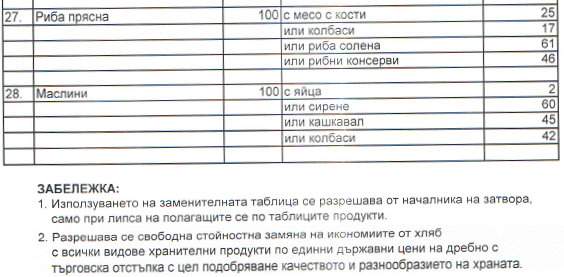 27. Риба прясна 100 с месо с кости 25
или колбаси 17
или риба солена 61
или рибни консерви 46
28. Маслини 100 с яйца 2
или сирене 60
или кашкавал 45
или колбаси 42
ЗАБЕЛЕЖКА:
1. Използуването на заменителната таблица се разрешава от началника на затвора,
само при липса на полагащите се по таблиците продукти.
2. Разрешава се свободна стойностна замяна на икономиите от хляб
с всички видове хранителни продукти по единни държавни цени на дребно с
търговска отстъпка с цел подобряване качеството и разнообразието на храната.